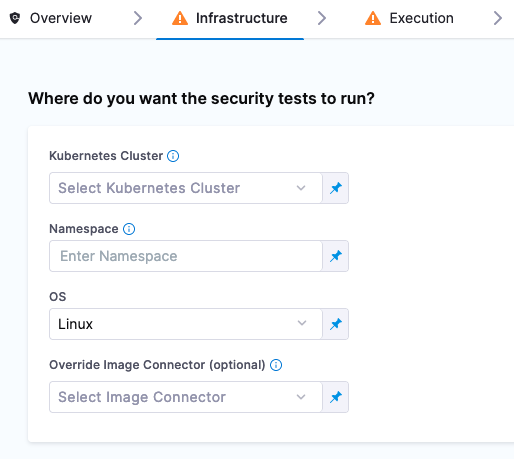 Overview
Infrastructure
Execution
Where do you want the security tests to run?
Kubernetes Cluster
Select Kubernetes Cluster
Namespace
Enter Namespace
OS
Linux
Override Image Connector (optional)
Select Image Connector